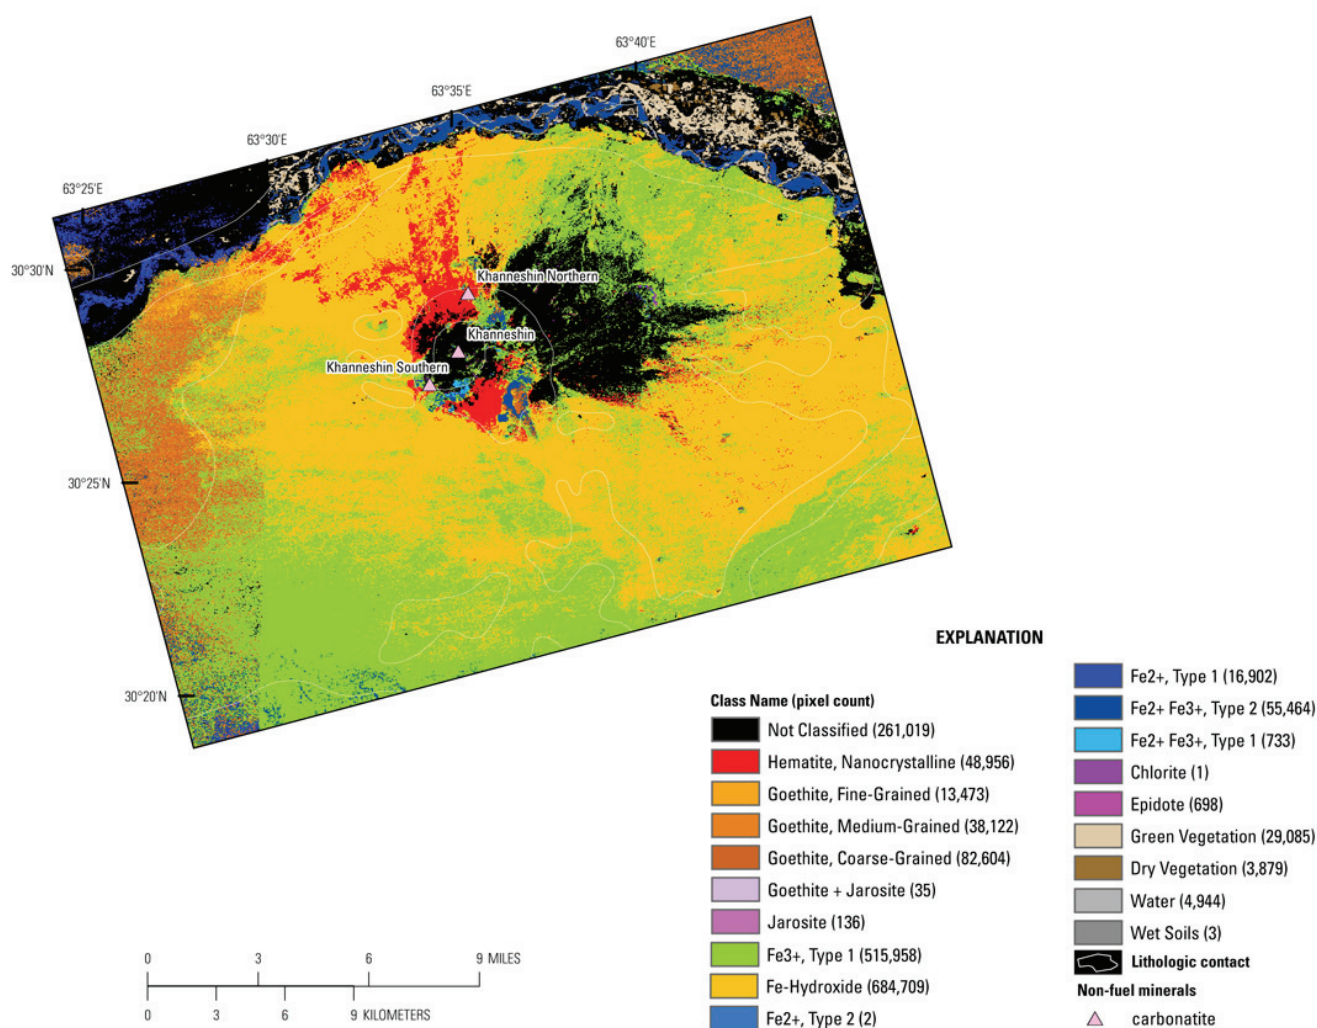 63°40'E
63°35'E
63°30'E
63°25'E
30°30'N
30°25'N
30°20'N
Khanneshin Northern
Khanneshin
Khanneshin Southern
EXPLANATION
Class Name (pixel count)
Not Classified (261,019)
Hematite, Nanocrystalline (48,956)
Goethite, Fine-Grained (13,473)
Goethite, Medium-Grained (38,122)
Goethite, Coarse-Grained (82,604)
Goethite + Jarosite (35)
Jarosite (136)
Fe3+, Type 1 (515,958)
Fe-Hydroxide (684,709)
Fe2+, Type 2 (2)
Fe2+, Type 1 (16,902)
Fe2+ Fe3+, Type 2 (55,464)
Fe2+ Fe3+, Type 1 (733)
Chlorite (1)
Epidote (698)
Green Vegetation (29,085)
Dry Vegetation (3,879)
Water (4,944)
Wet Soils (3)
Lithologic contact
Non-fuel minerals
carbonatite
0 3 6 9 MILES
0 3 6 9 KILOMETERS